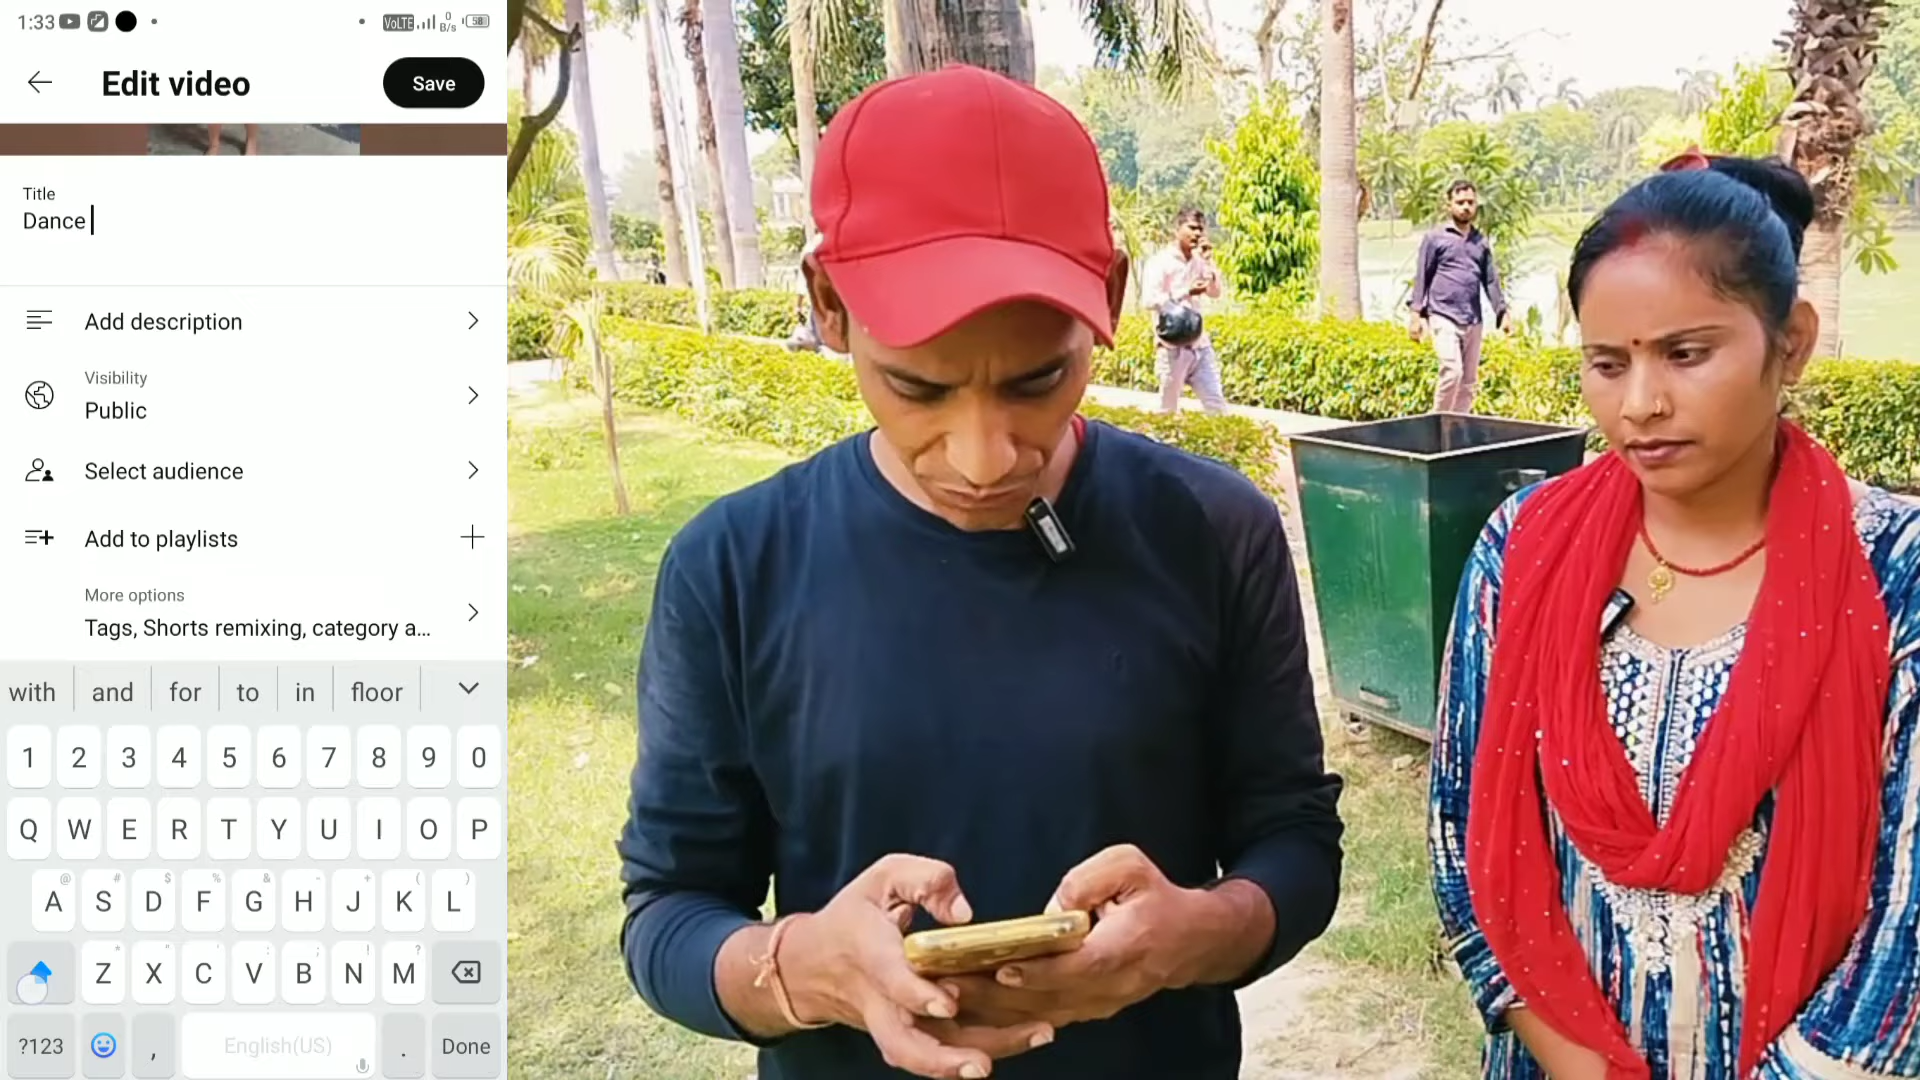 1:33
VoLTE
0 B/s
58
Edit video
Save
Title
Dance
Add description
Visibility
Public
Select audience
Add to playlists
More options
Tags, Shorts remixing, category a...
with and for to in floor
1 2 3 4 5 6 7 8 9 0
Q W E R T Y U I O P
@ # $ % & - + ( )
A S D F G H J K L
* " ' : ; ! ?
Z X C V B N M
?123 , English(US) . Done